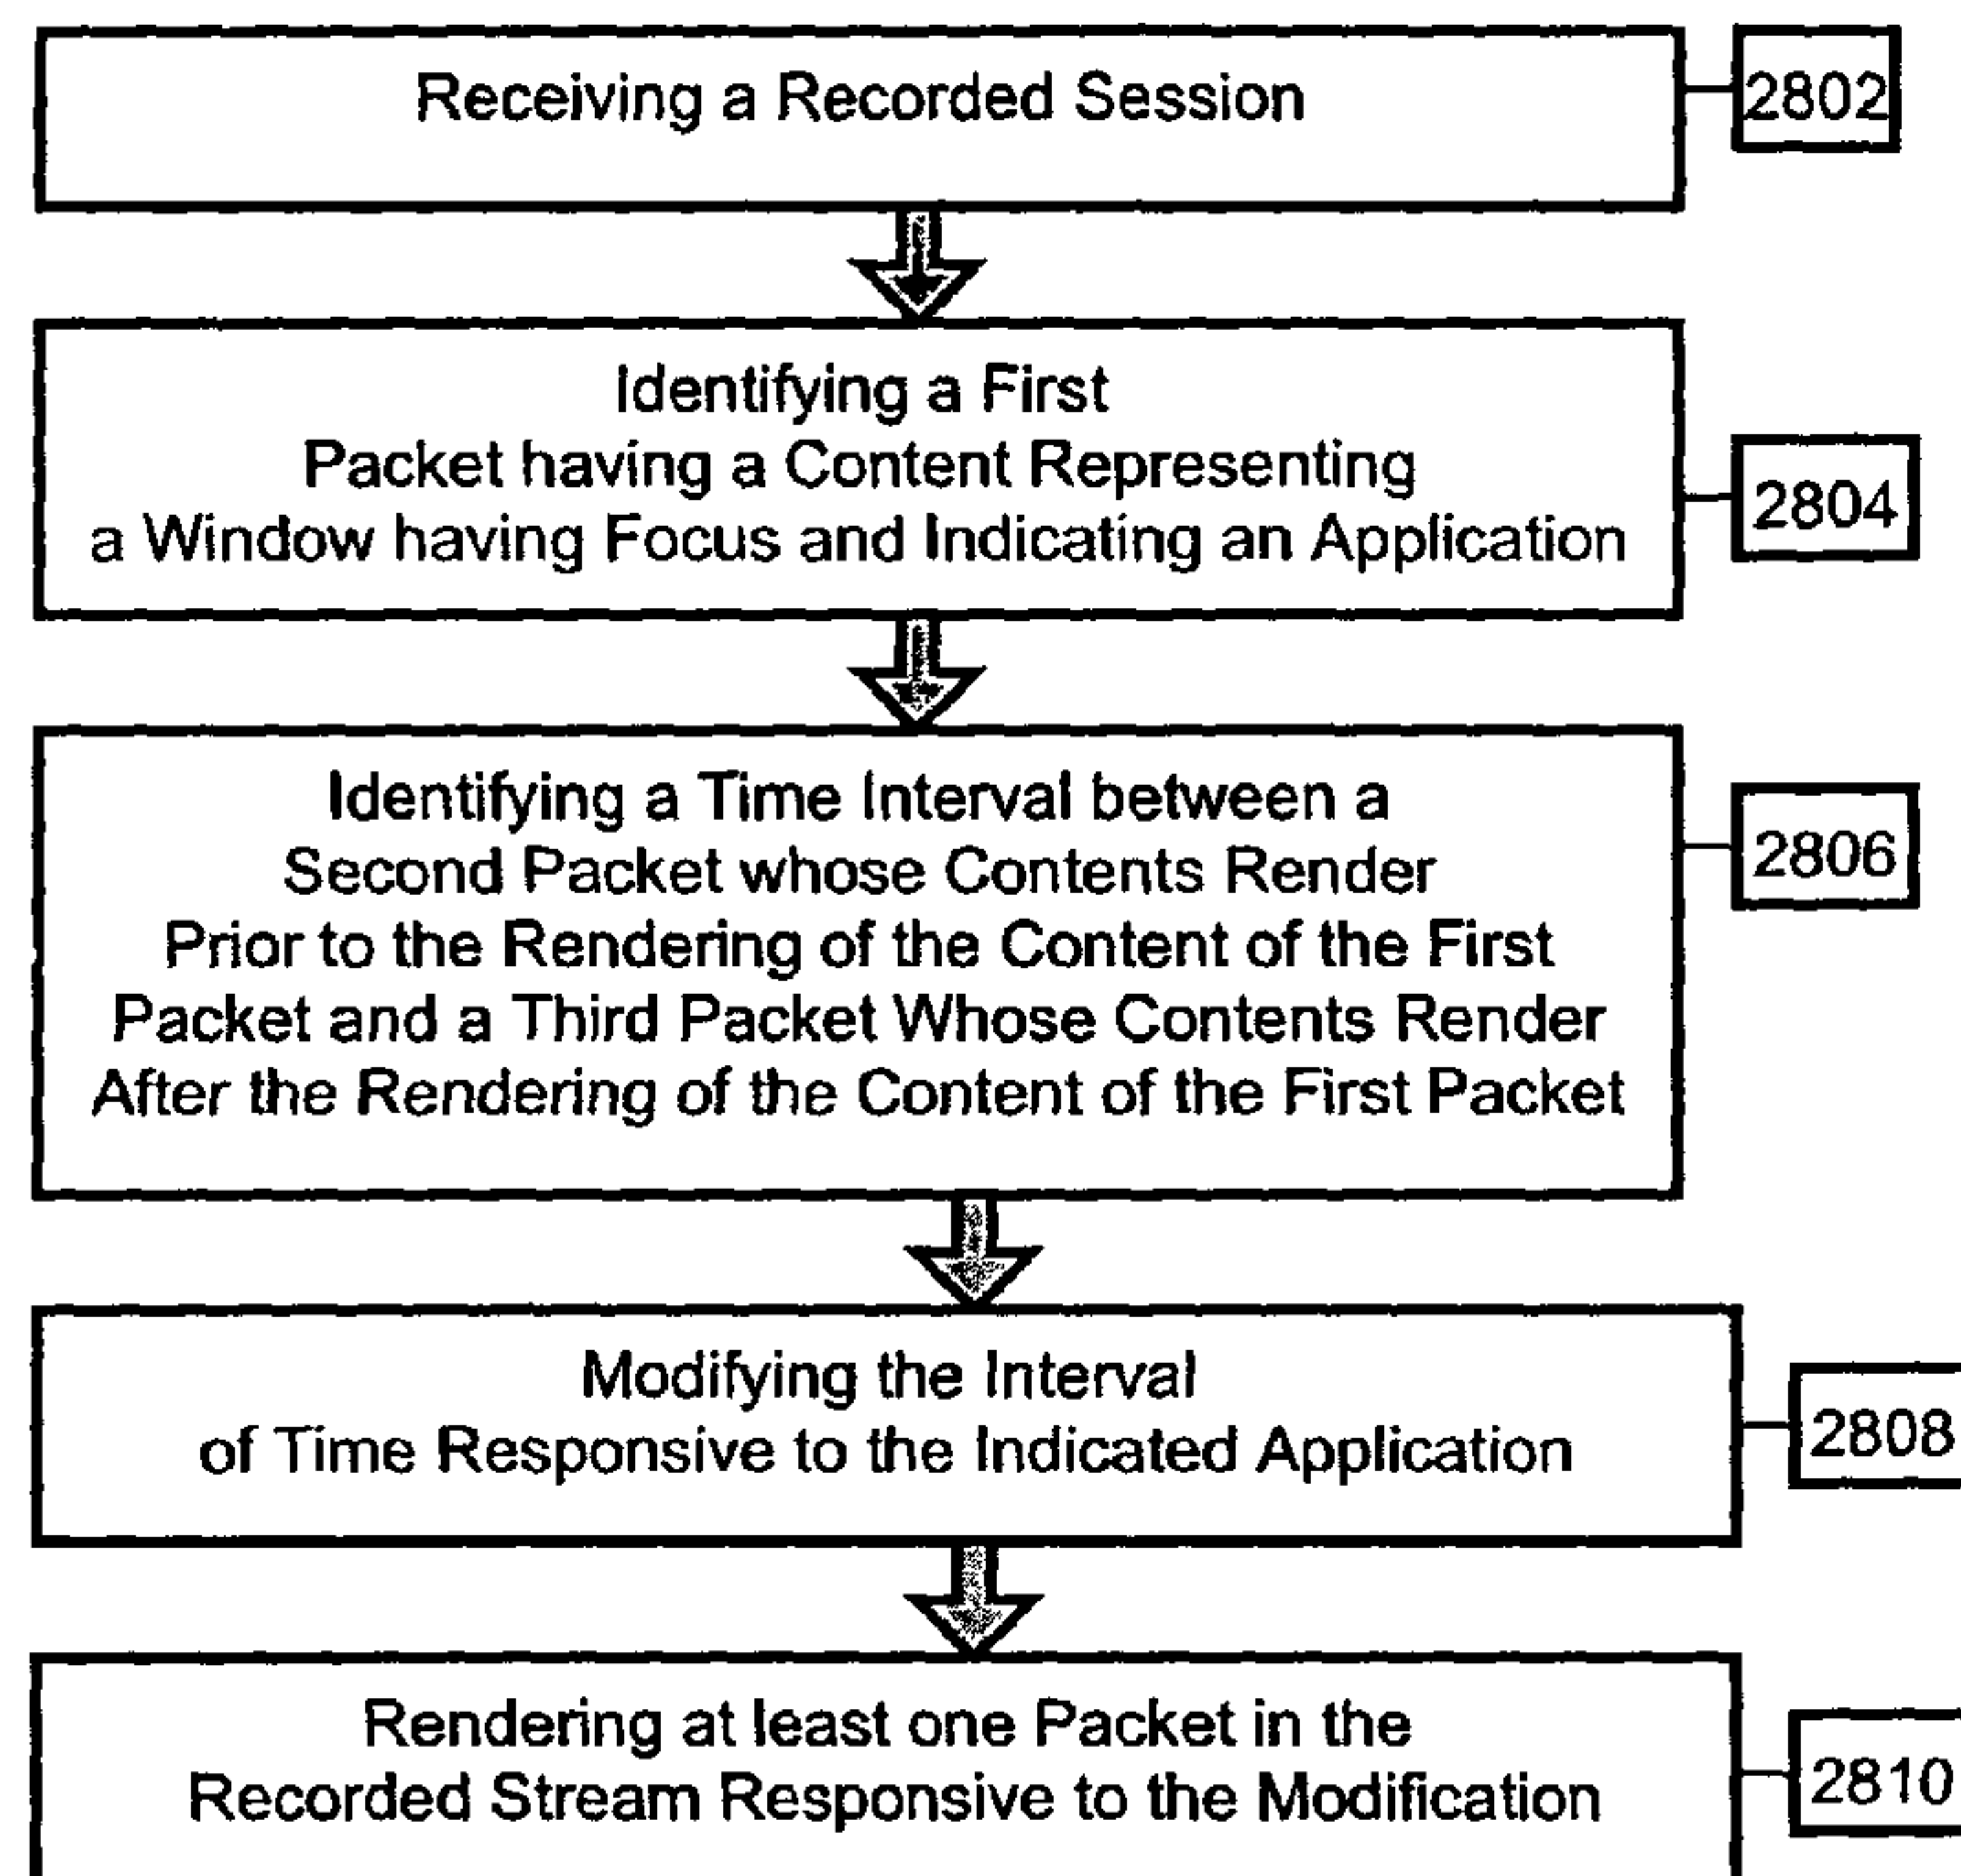 Receiving a Recorded Session
2802
Identifying a First
Packet having a Content Representing
a Window having Focus and Indicating an Application
2804
Identifying a Time Interval between a
Second Packet whose Contents Render
Prior to the Rendering of the Content of the First
Packet and a Third Packet Whose Contents Render
After the Rendering of the Content of the First Packet
2806
Modifying the Interval
of Time Responsive to the Indicated Application
2808
Rendering at least one Packet in the
Recorded Stream Responsive to the Modification
2810